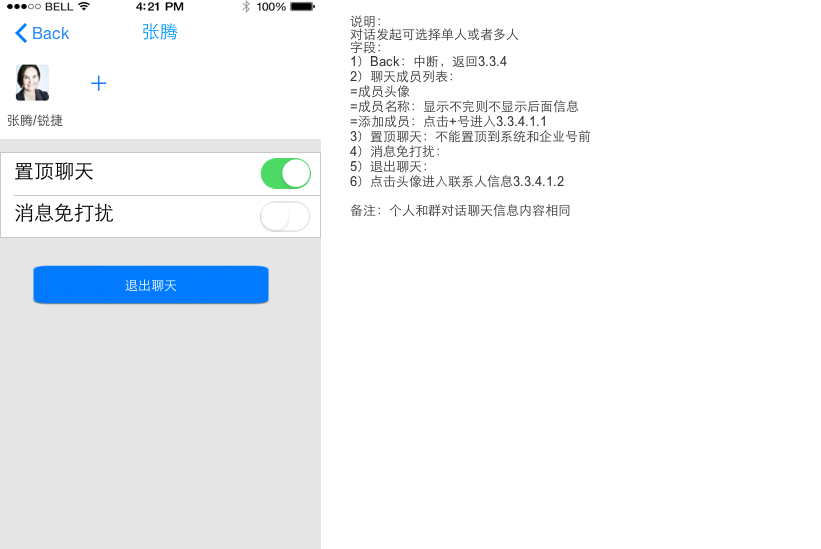 BELL 4:21 PM 100%
Back 张腾
+
张腾/锐捷
置顶聊天
消息免打扰
退出聊天
说明：
对话发起可选择单人或者多人
字段：
1）Back：中断，返回3.3.4
2）聊天成员列表：
=成员头像
=成员名称：显示不完则不显示后面信息
=添加成员：点击+号进入3.3.4.1.1
3）置顶聊天：不能置顶到系统和企业号前
4）消息免打扰：
5）退出聊天：
6）点击头像进入联系人信息3.3.4.1.2
备注：个人和群对话聊天信息内容相同